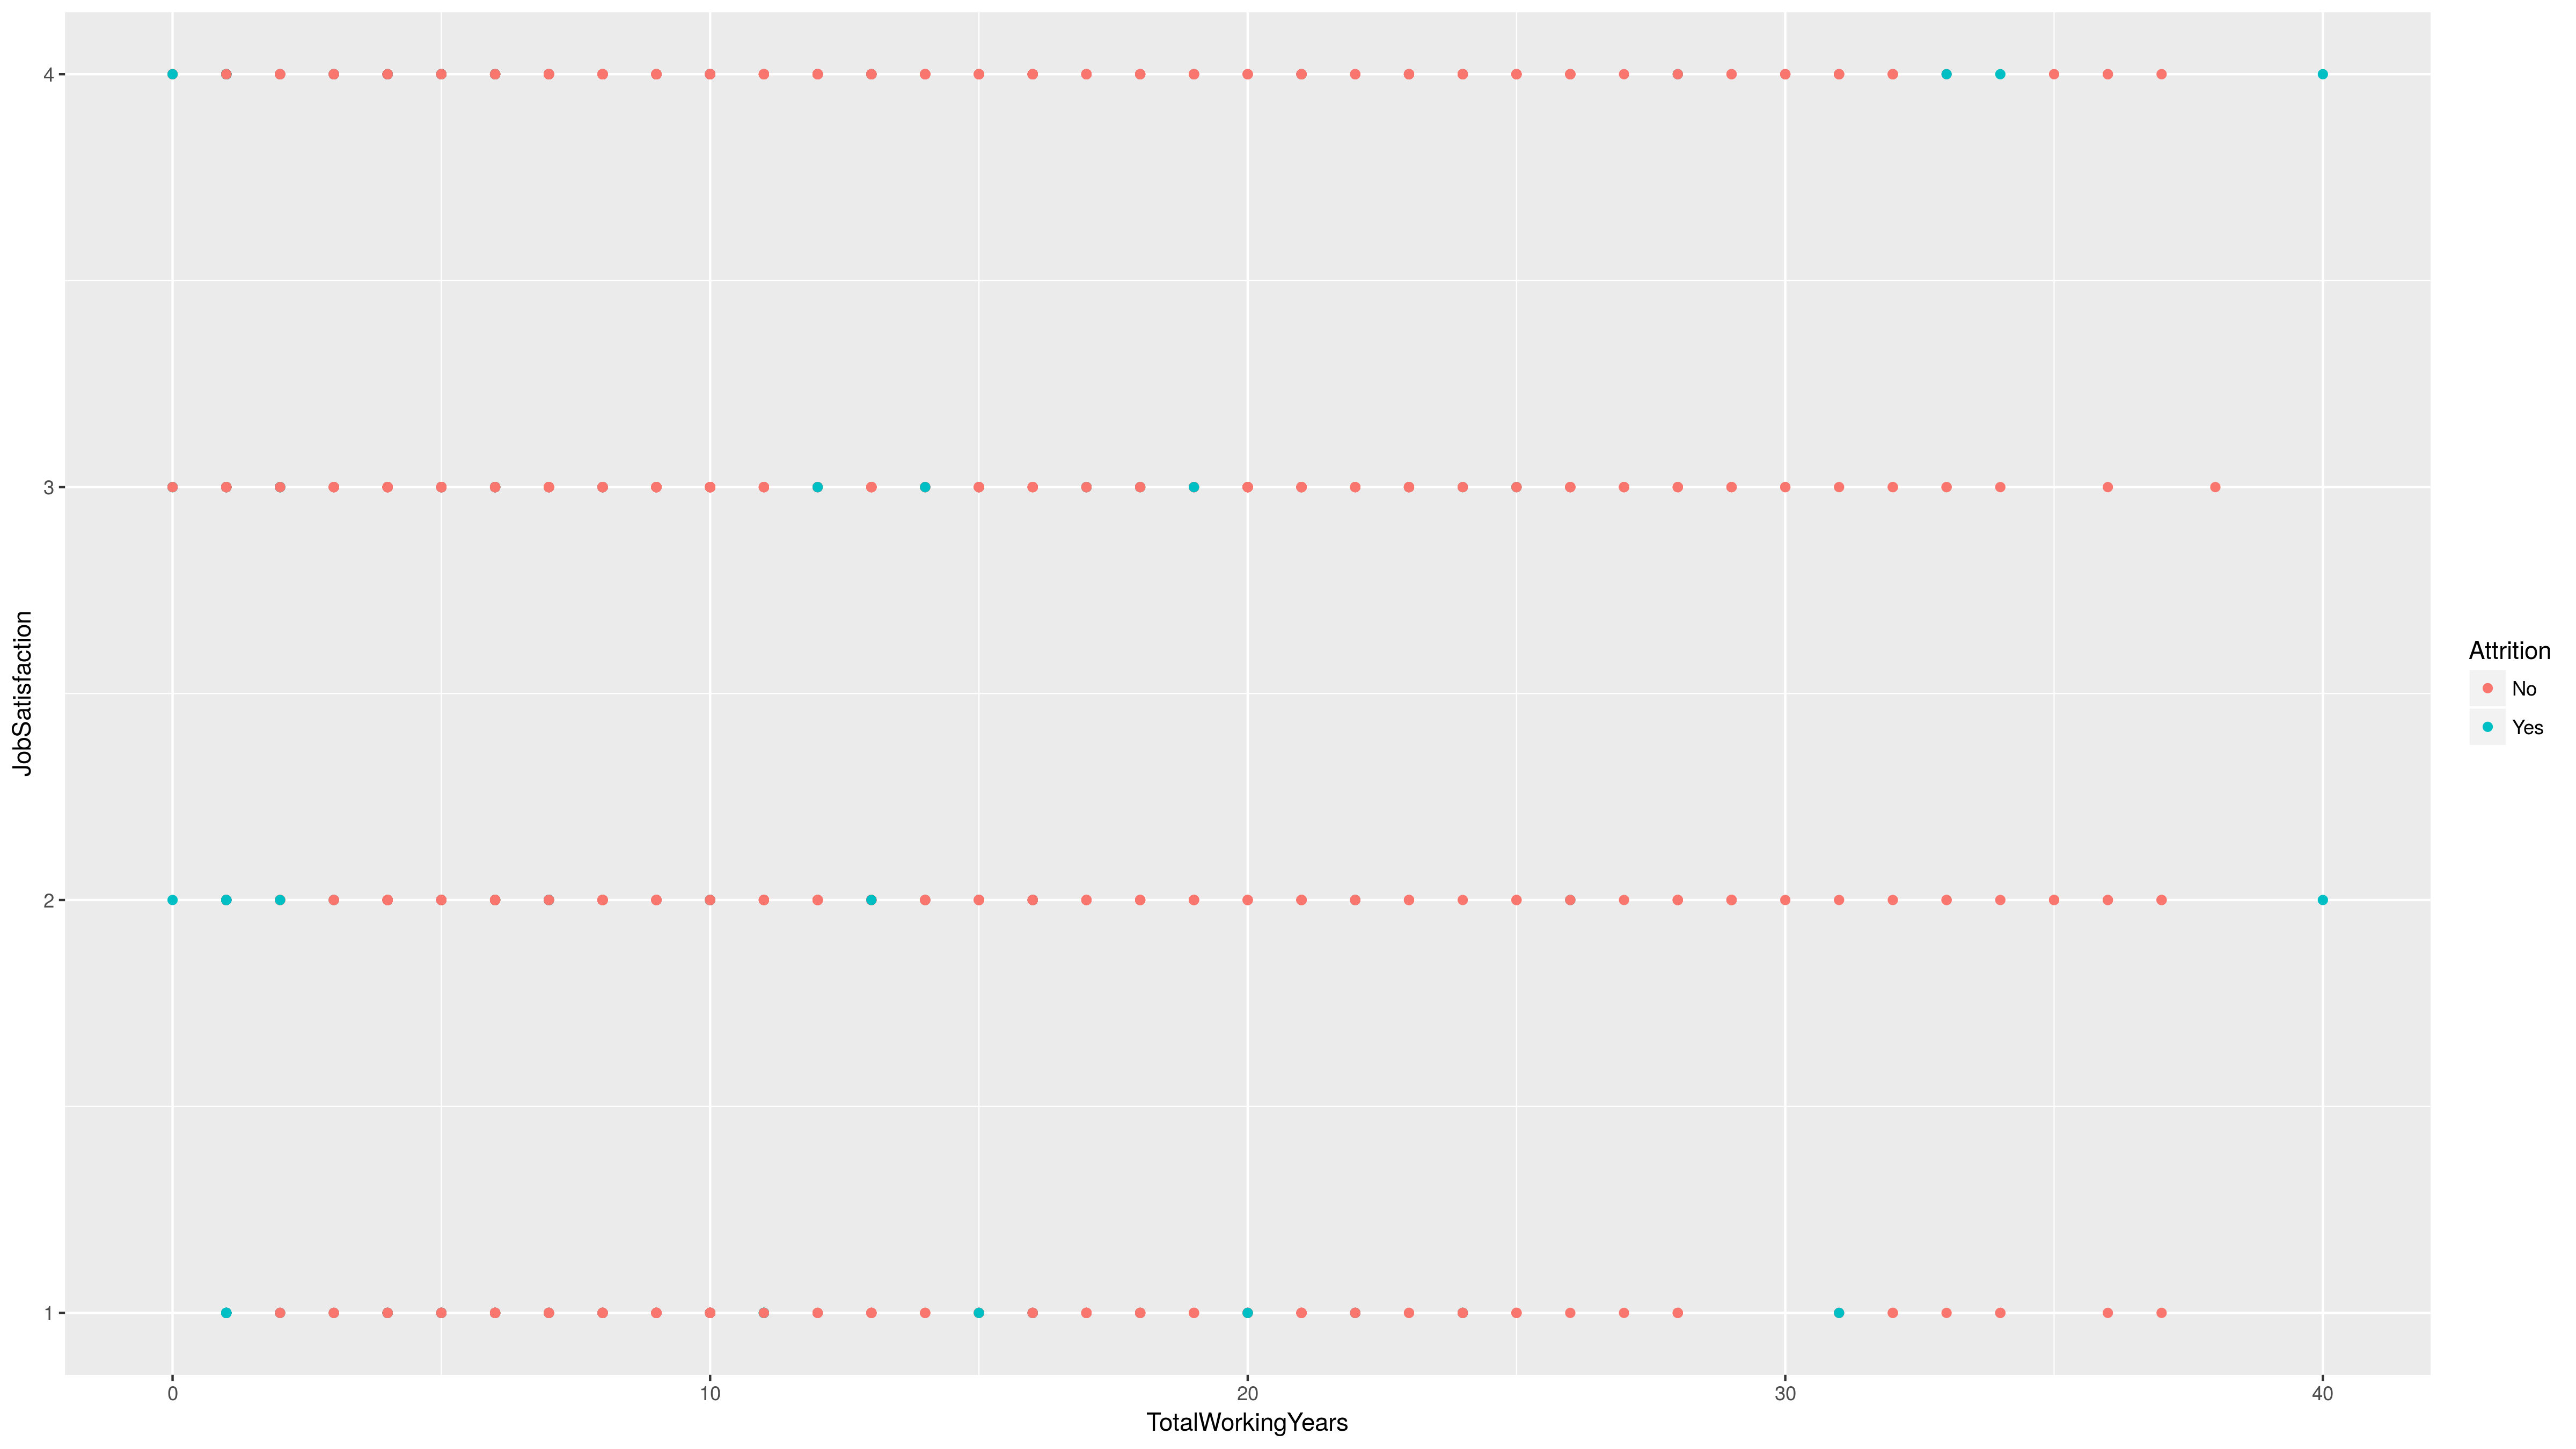 4
3
2
1
JobSatisfaction
0 10 20 30 40
TotalWorkingYears
Attrition
No
Yes